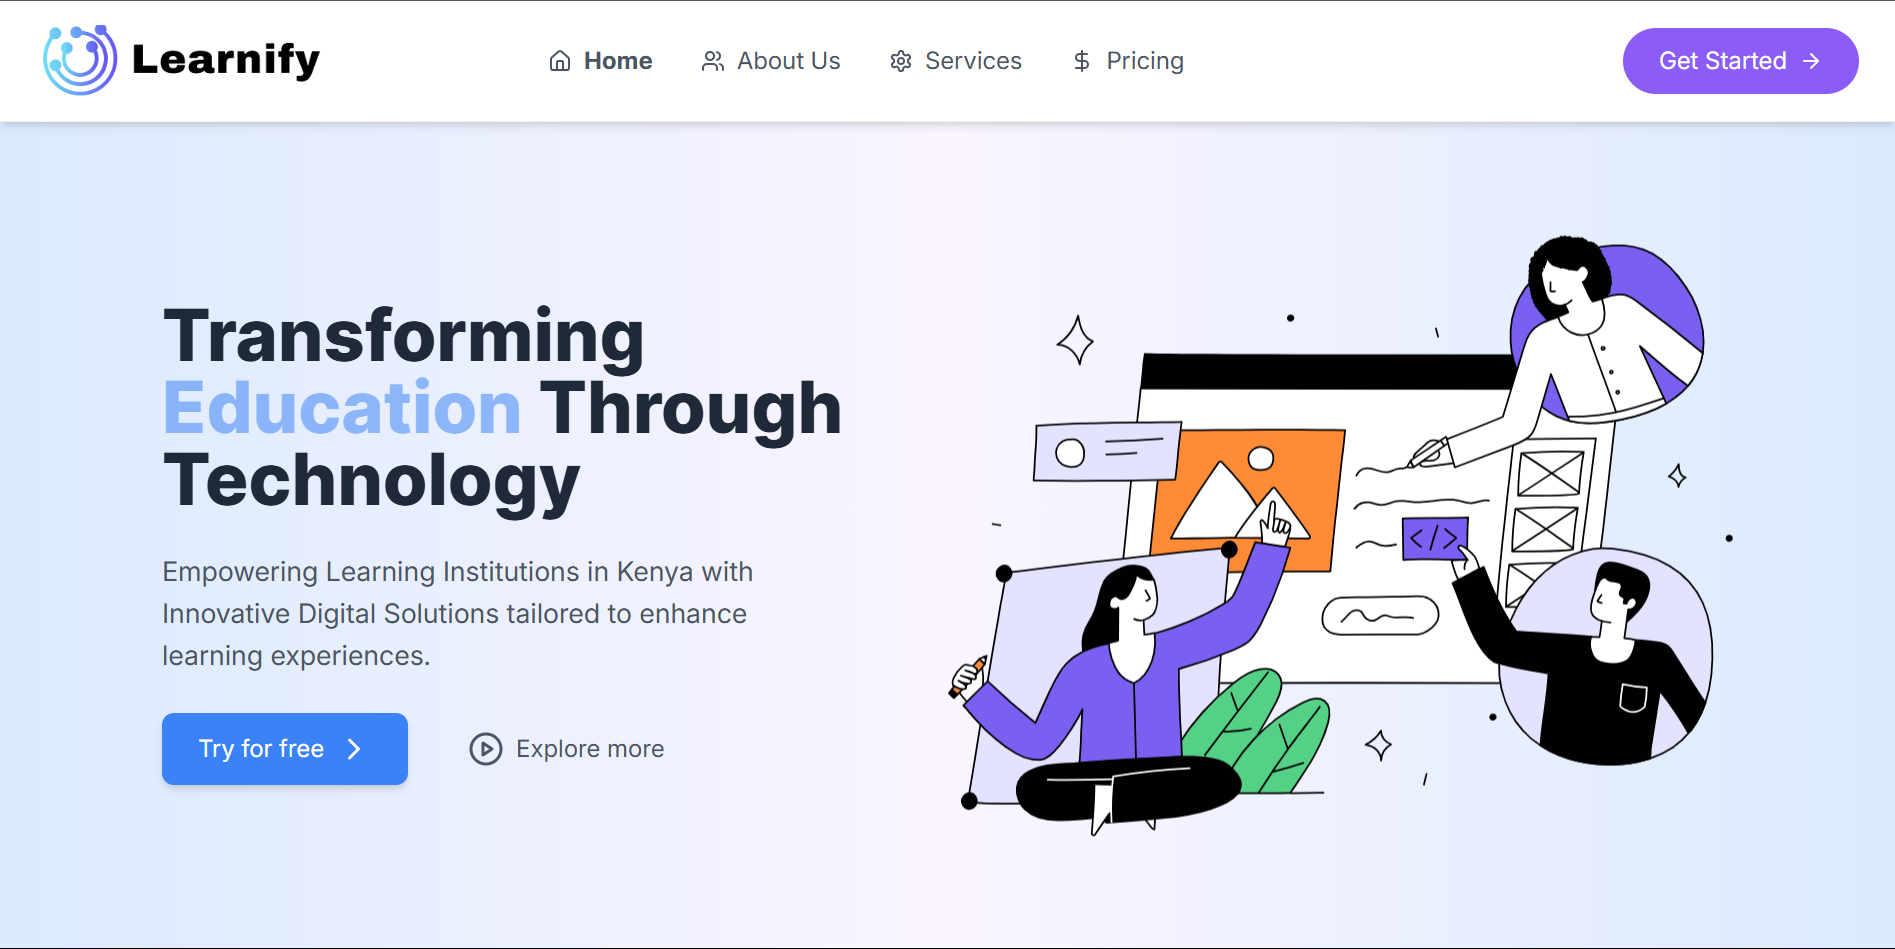 Learnify
Home
About Us
Services
Pricing
Get Started
Transforming
Education Through
Technology
Empowering Learning Institutions in Kenya with
Innovative Digital Solutions tailored to enhance
learning experiences.
Try for free
Explore more
</>